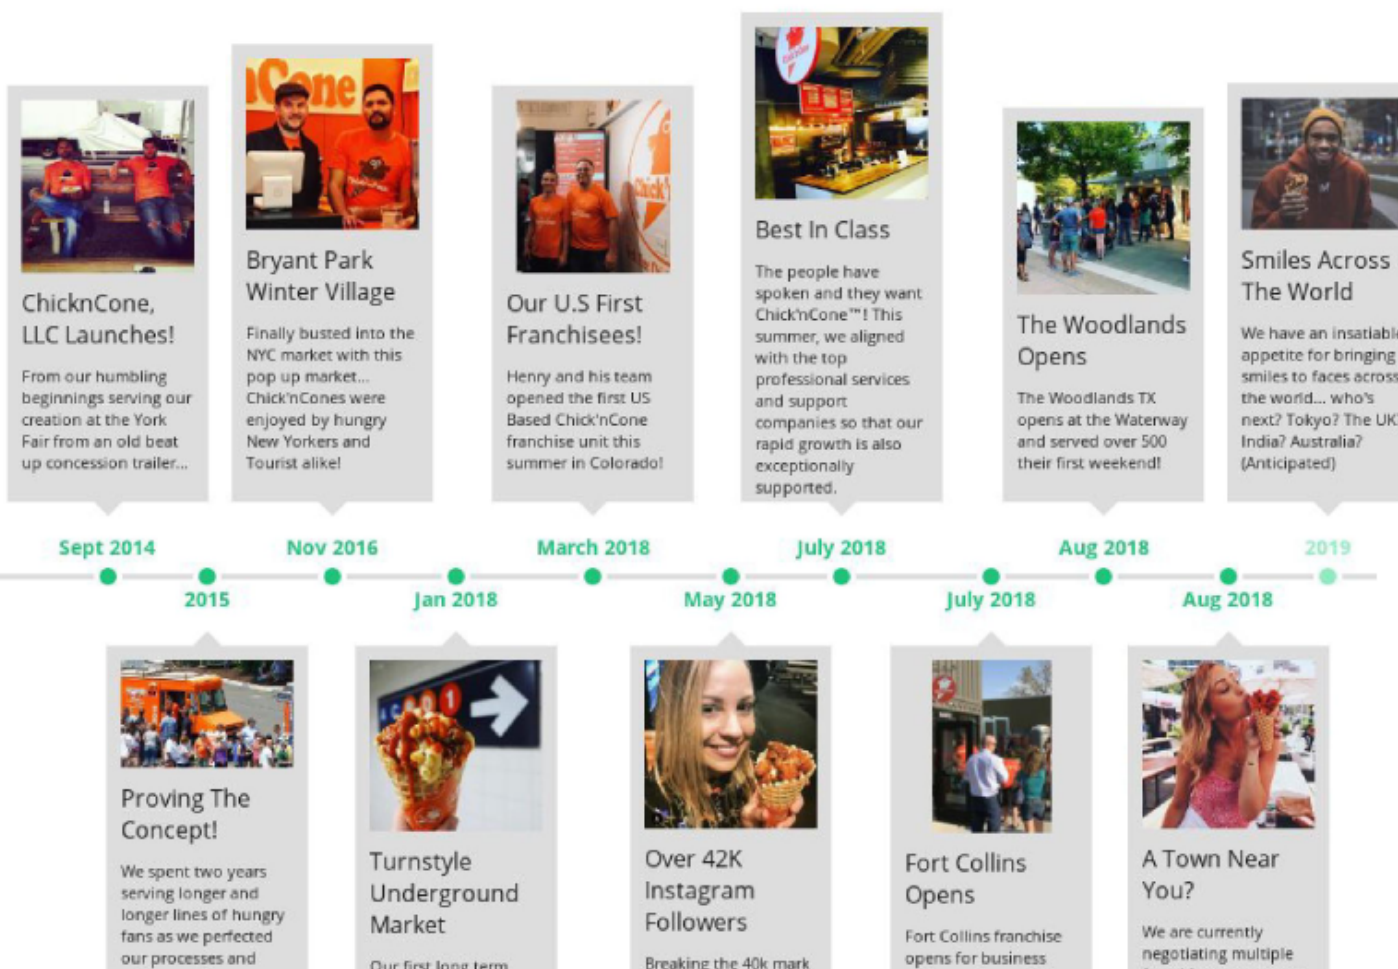 nCone
ChicknCone,
LLC Launches!
From our humbling
beginnings serving our
creation at the York
Fair from an old beat
up concession trailer...
Bryant Park
Winter Village
Finally busted into the
NYC market with this
pop up market...
Chick'nCones were
enjoyed by hungry
New Yorkers and
Tourist alike!
Chick'
Our U.S First
Franchisees!
Henry and his team
opened the first US
Based Chick'nCone
franchise unit this
summer in Colorado!
Best In Class
The people have
spoken and they want
Chick'nCone™! This
summer, we aligned
with the top
professional services
and support
companies so that our
rapid growth is also
exceptionally
supported.
The Woodlands
Opens
The Woodlands TX
opens at the Waterway
and served over 500
their first weekend!
Smiles Across
The World
We have an insatiable
appetite for bringing
smiles to faces across
the world... who's
next? Tokyo? The UK
India? Australia?
(Anticipated)
Sept 2014
Nov 2016
March 2018
July 2018
Aug 2018
2019
2015
Jan 2018
May 2018
July 2018
Aug 2018
Proving The
Concept!
We spent two years
serving longer and
longer lines of hungry
fans as we perfected
our processes and
A C D 1
Turnstyle
Underground
Market
Our first long term
Over 42K
Instagram
Followers
Breaking the 40k mark
Fort Collins
Opens
Fort Collins franchise
opens for business
A Town Near
You?
We are currently
negotiating multiple